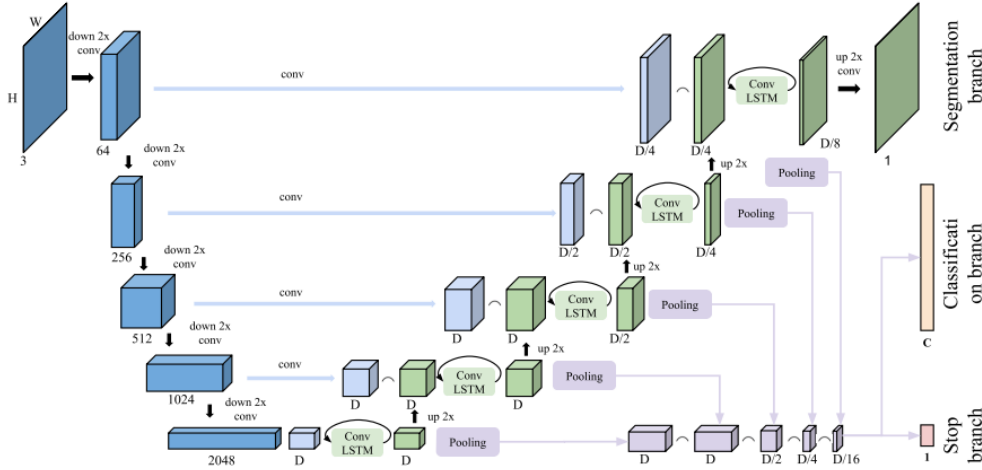 W
H
3
down 2x
conv
64
conv
D/4
D/4
Conv
LSTM
D/8
up 2x
conv
1
Segmentation
branch
down 2x
conv
256
conv
D/2
D/2
up 2x
Conv
LSTM
D/4
Pooling
Pooling
down 2x
conv
512
conv
D
D
up 2x
Conv
LSTM
D/2
Pooling
Classificati
on branch
C
down 2x
conv
1024
conv
D
D
up 2x
Conv
LSTM
D
Pooling
down 2x
conv
2048
D
Conv
LSTM
D
up 2x
Pooling
D
D
D/2
D/4
D/16
1
Stop
branch